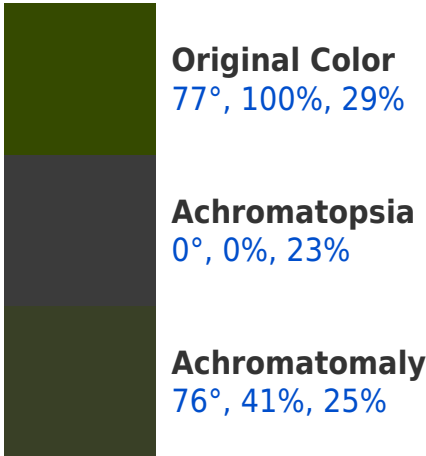 Original Color
77°, 100%, 29%
Achromatopsia
0°, 0%, 23%
Achromatomaly
76°, 41%, 25%